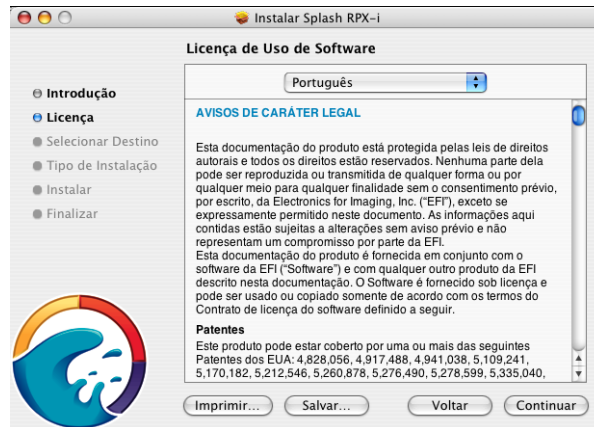 Instalar Splash RPX-i
Licença de Uso de Software
Introdução
Licença
Selecionar Destino
Tipo de Instalação
Instalar
Finalizar
Português
AVISOS DE CARÁTER LEGAL
Esta documentação do produto está protegida pelas leis de direitos
autorais e todos os direitos estão reservados. Nenhuma parte dela
pode ser reproduzida ou transmitida de qualquer forma ou por
qualquer meio para qualquer finalidade sem o consentimento prévio,
por escrito, da Electronics for Imaging, Inc. (“EFI”), exceto se
expressamente permitido neste documento. As informações aqui
contidas estão sujeitas a alterações sem aviso prévio e não
representam um compromisso por parte da EFI.
Esta documentação do produto é fornecida em conjunto com o
software da EFI (“Software”) e com qualquer outro produto da EFI
descrito nesta documentação. O Software é fornecido sob licença e
pode ser usado ou copiado somente de acordo com os termos do
Contrato de licença do software definido a seguir.
Patentes
Este produto pode estar coberto por uma ou mais das seguintes
Patentes dos EUA: 4,828,056, 4,917,488, 4,941,038, 5,109,241,
5,170,182, 5,212,546, 5,260,878, 5,276,490, 5,278,599, 5,335,040,
Imprimir...
Salvar...
Voltar
Continuar